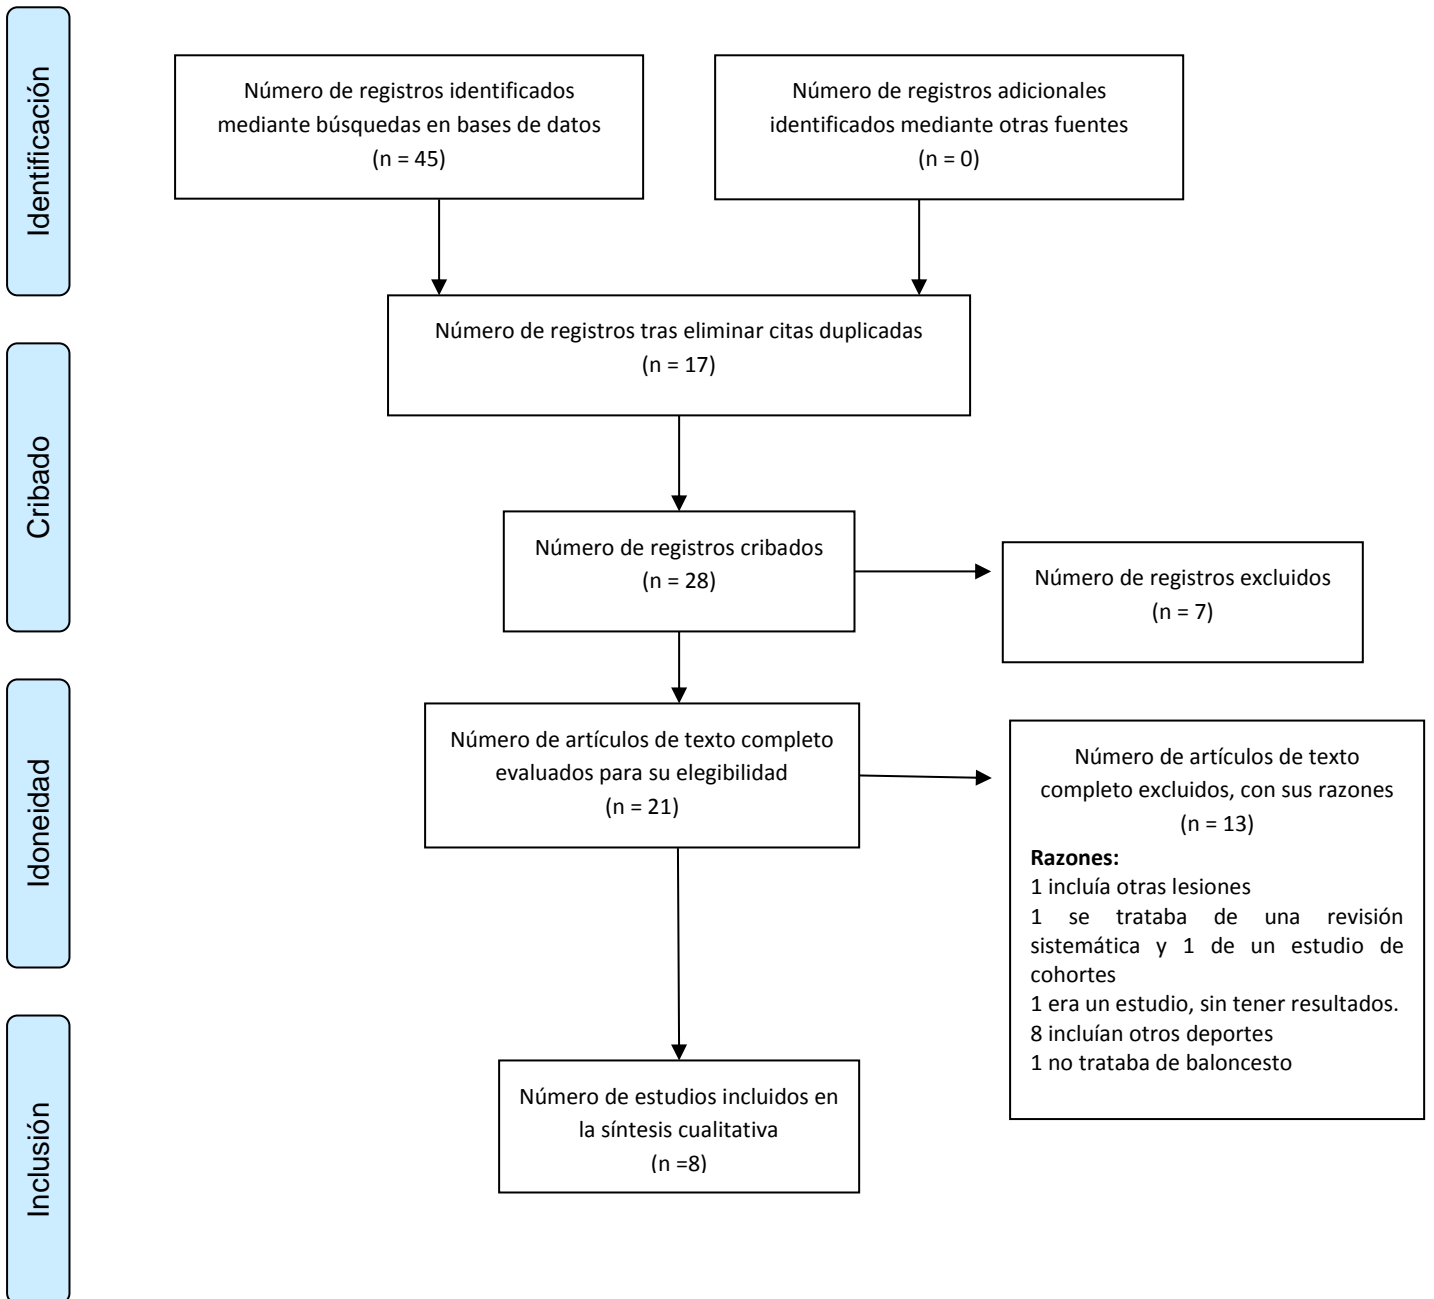 Identificación
Número de registros identificados
mediante búsquedas en bases de datos
(n = 45)
Número de registros adicionales
identificados mediante otras fuentes
(n = 0)
Número de registros tras eliminar citas duplicadas
(n = 17)
Cribado
Número de registros cribados
(n = 28)
Número de registros excluidos
(n = 7)
Idoneidad
Número de artículos de texto completo
evaluados para su elegibilidad
(n = 21)
Número de artículos de texto
completo excluidos, con sus razones
(n = 13)
Razones:
1 incluía otras lesiones
1 se trataba de una revisión
sistemática y 1 de un estudio de
cohortes
1 era un estudio, sin tener resultados.
8 incluían otros deportes
1 no trataba de baloncesto
Inclusión
Número de estudios incluidos en
la síntesis cualitativa
(n =8)